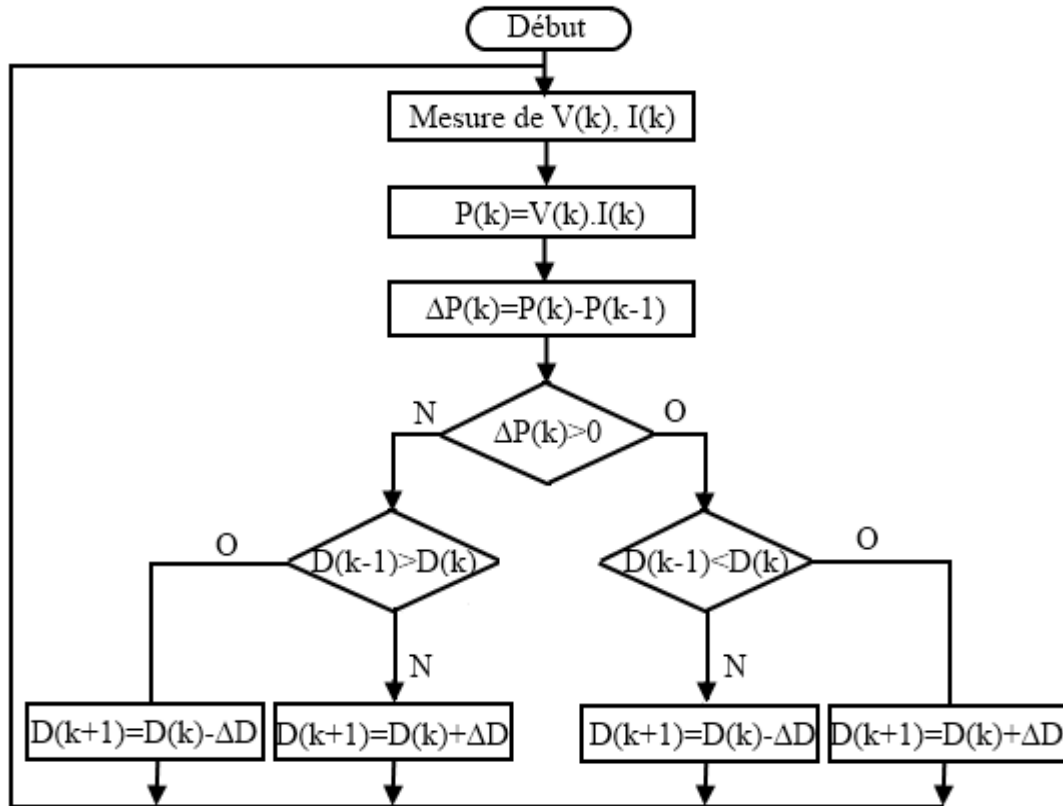 Début
Mesure de V(k), I(k)
P(k)=V(k).I(k)
ΔP(k)=P(k)-P(k-1)
N
O
ΔP(k)>0
O
D(k-1)>D(k)
D(k-1)<D(k)
O
N
N
D(k+1)=D(k)-ΔD
D(k+1)=D(k)+ΔD
D(k+1)=D(k)-ΔD
D(k+1)=D(k)+ΔD